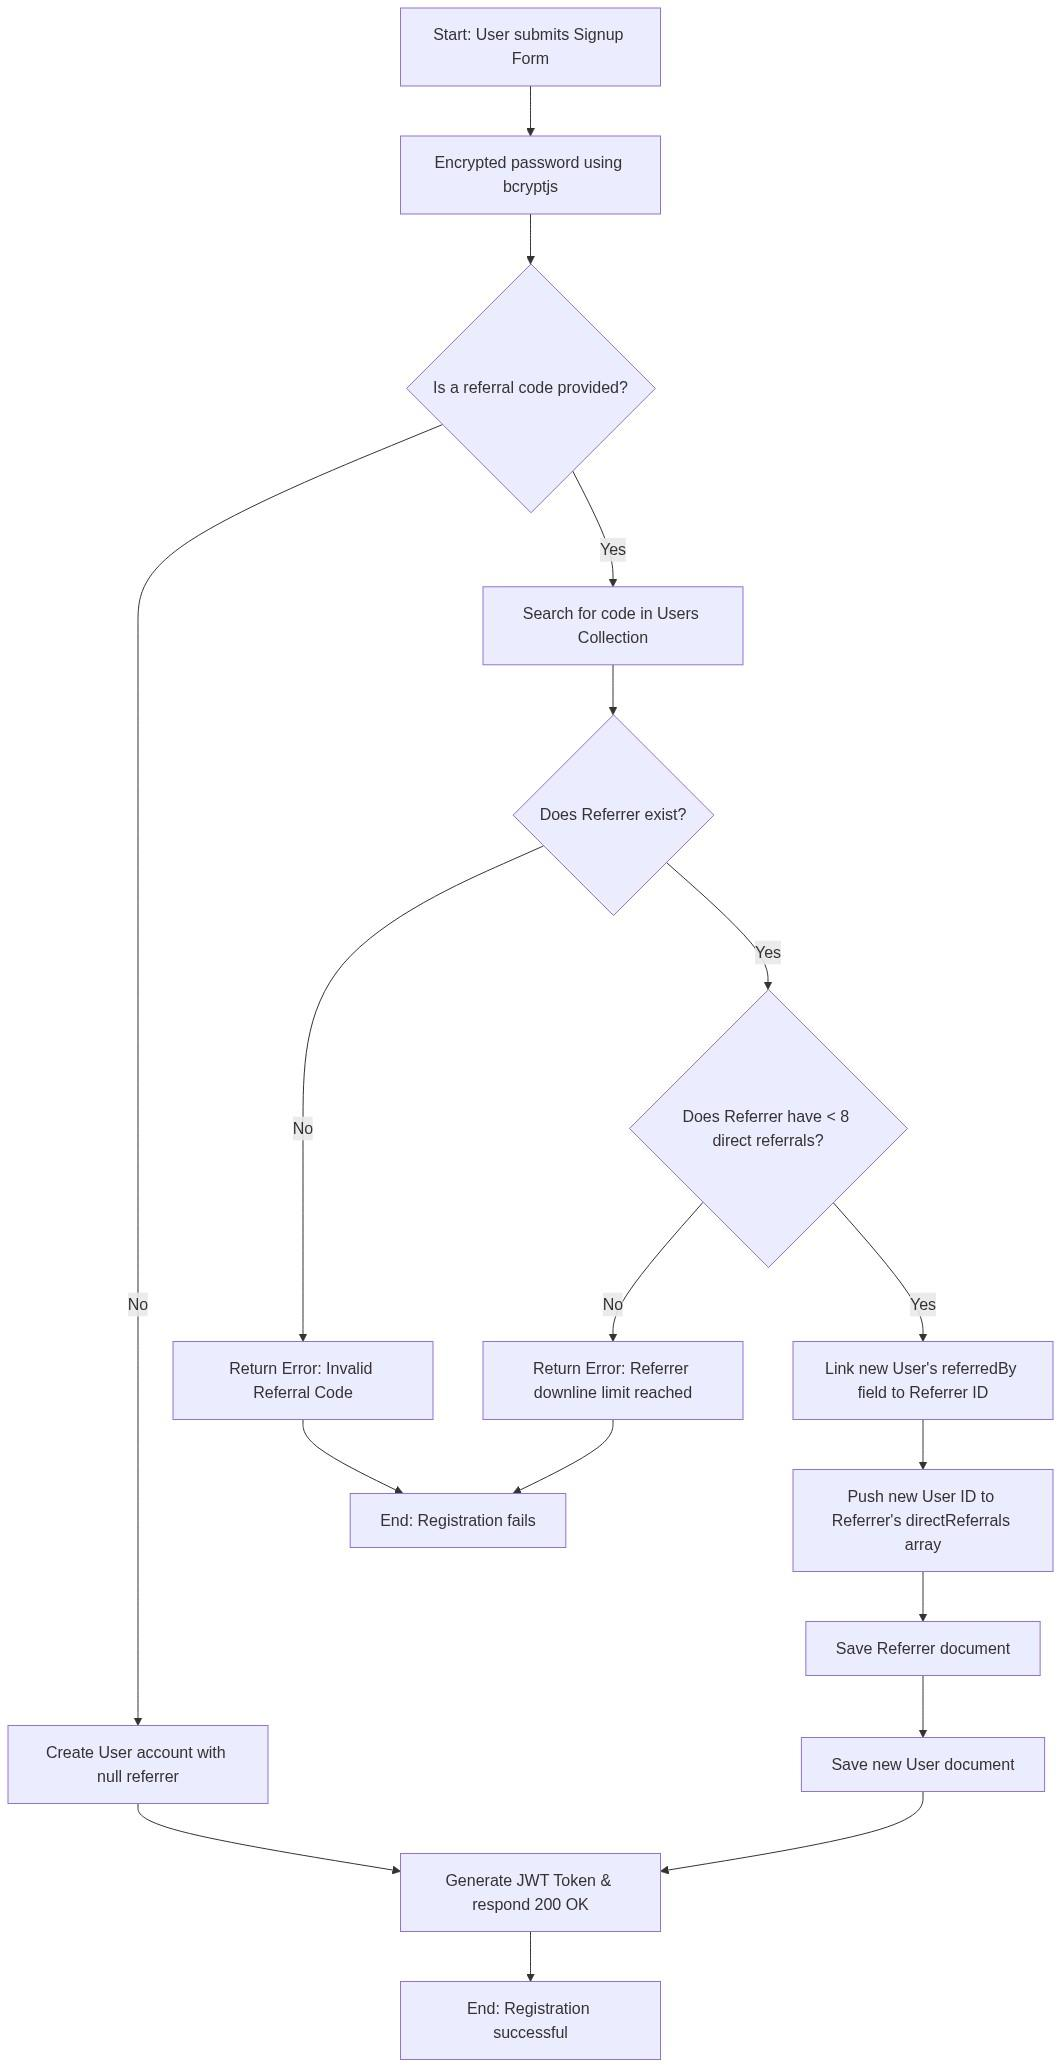 Start: User submits Signup
Form
Encrypted password using
bcryptjs
Is a referral code provided?
Yes
Search for code in Users
Collection
Does Referrer exist?
Yes
No
Does Referrer have < 8
direct referrals?
No
No
Yes
Return Error: Invalid
Referral Code
Return Error: Referrer
downline limit reached
Link new User's referredBy
field to Referrer ID
End: Registration fails
Push new User ID to
Referrer's directReferrals
array
Save Referrer document
Create User account with
null referrer
Save new User document
Generate JWT Token &
respond 200 OK
End: Registration
successful